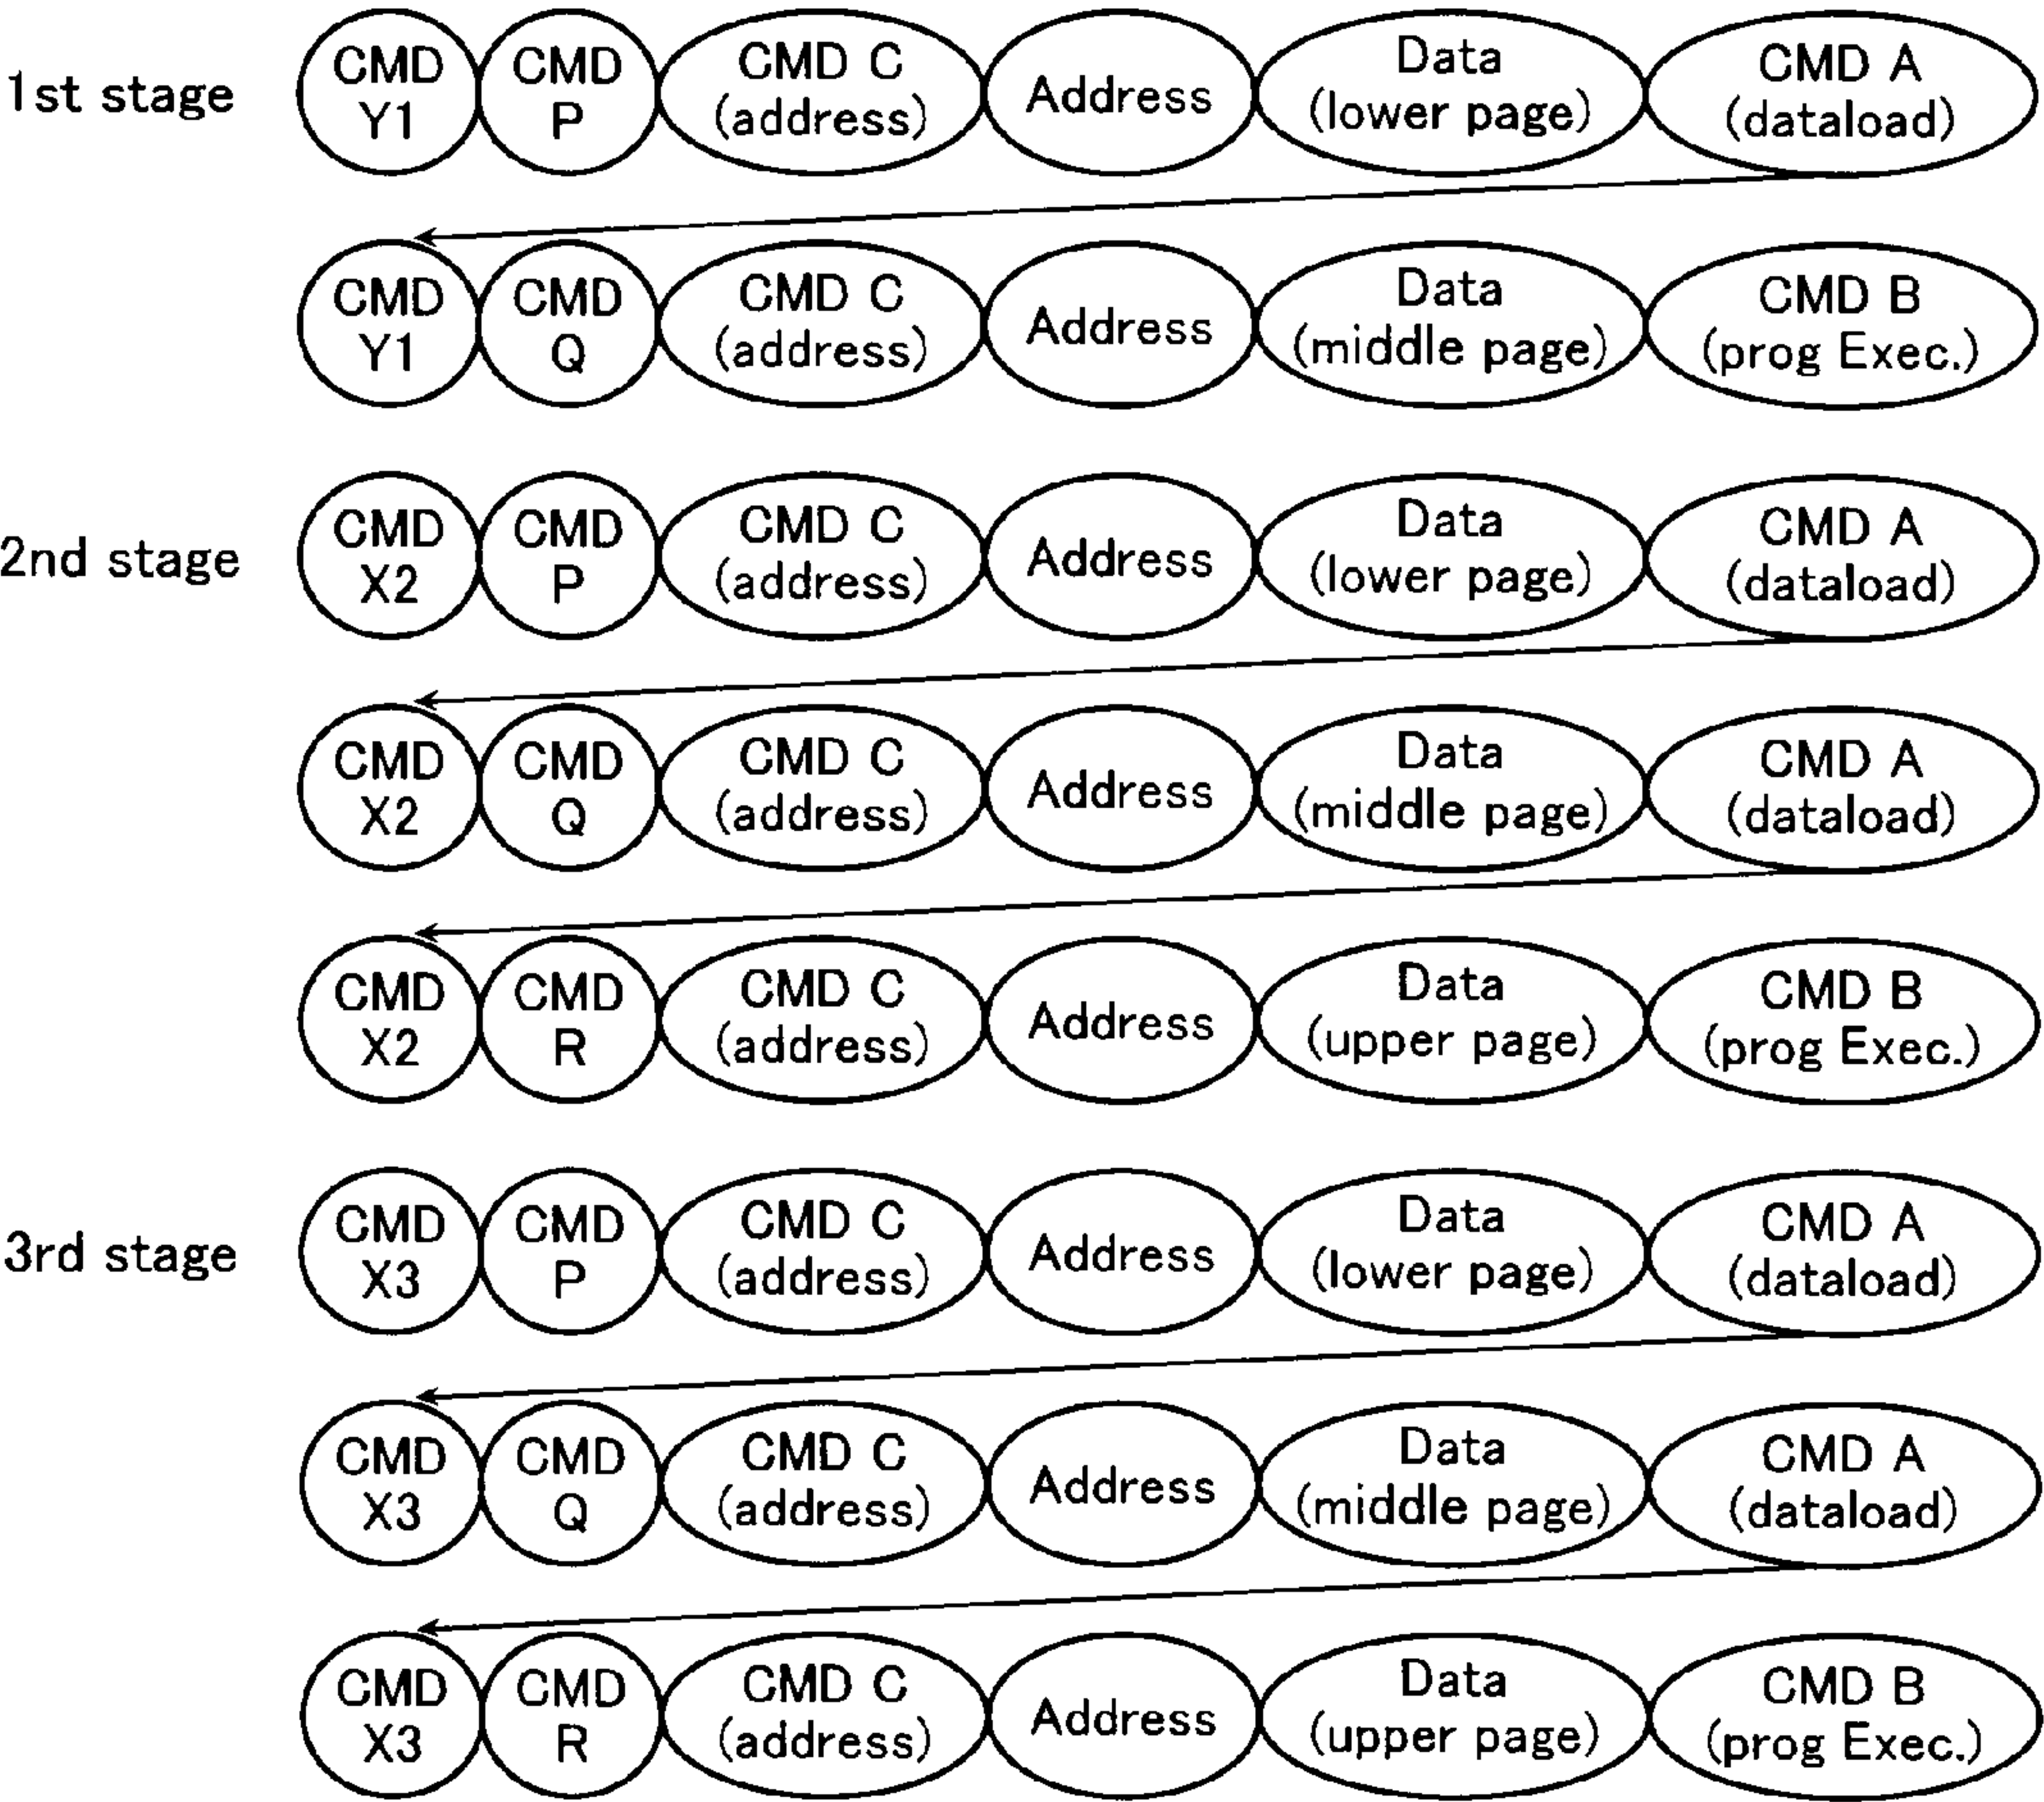 1st stage
CMD Y1
CMD P
CMD C (address)
Address
Data (lower page)
CMD A (dataload)
CMD Y1
CMD Q
CMD C (address)
Address
Data (middle page)
CMD B (prog Exec.)
2nd stage
CMD X2
CMD P
CMD C (address)
Address
Data (lower page)
CMD A (dataload)
CMD X2
CMD Q
CMD C (address)
Address
Data (middle page)
CMD A (dataload)
CMD X2
CMD R
CMD C (address)
Address
Data (upper page)
CMD B (prog Exec.)
3rd stage
CMD X3
CMD P
CMD C (address)
Address
Data (lower page)
CMD A (dataload)
CMD X3
CMD Q
CMD C (address)
Address
Data (middle page)
CMD A (dataload)
CMD X3
CMD R
CMD C (address)
Address
Data (upper page)
CMD B (prog Exec.)